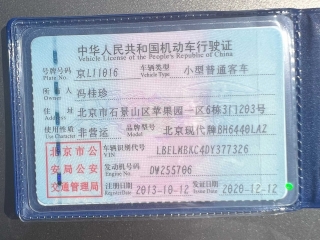 中华人民共和国机动车行驶证
Vehicle License of the People's Republic of China
号牌号码 京L11016 车辆类型 小型普通客车
Plate No. Vehicle Type
所有人 冯桂珍
Owner
住址 北京市石景山区苹果园一区6栋3门1203号
Address
使用性质 非营运 品牌型号 北京现代牌BH6440LAZ
Use Character Model
北京市公安局公安交通管理局
车辆识别代号 LBELMBKC4DY377326
VIN
发动机号码 DW255706
Engine No.
注册日期 2013-10-12 发证日期 2020-12-12
Register Date Issue Date